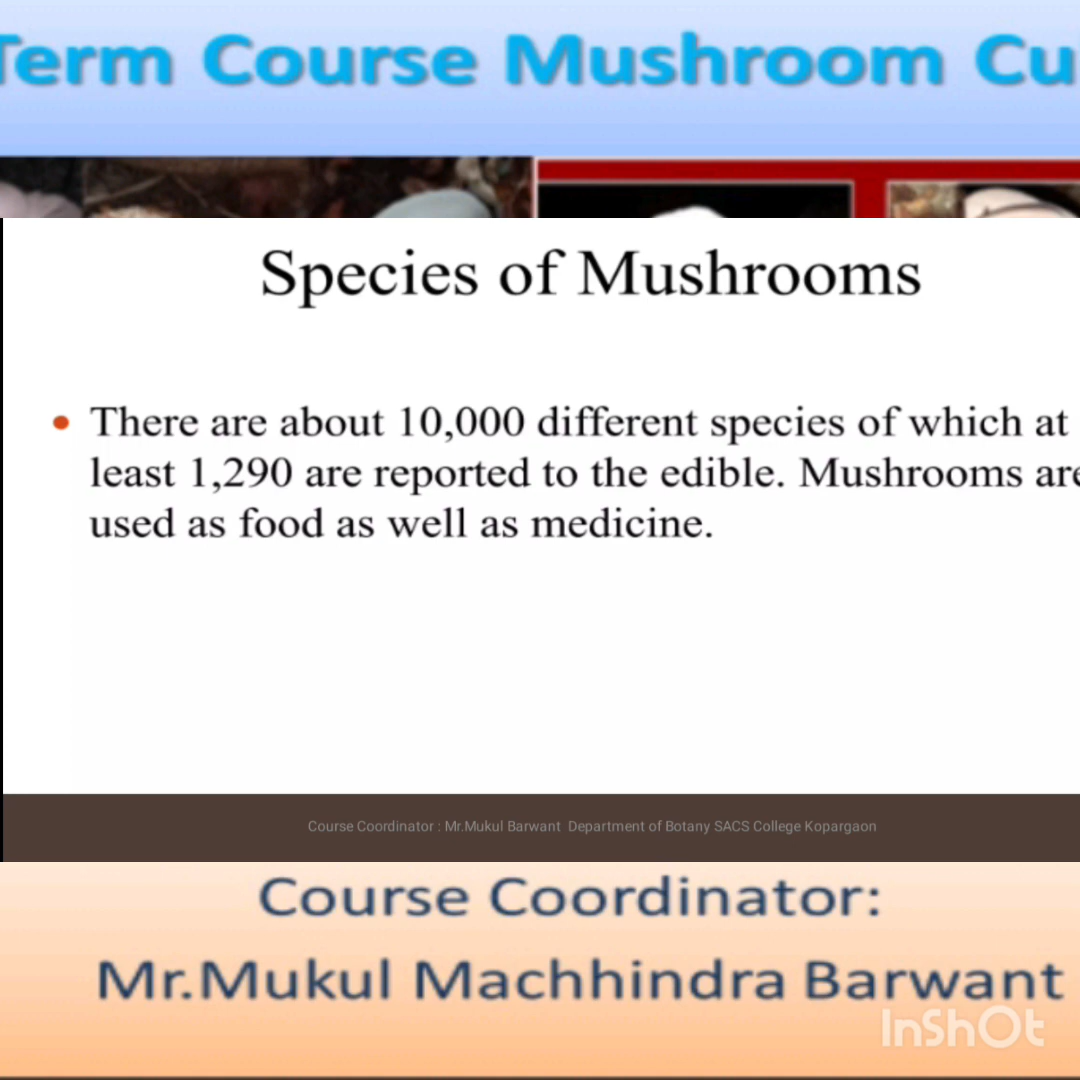 Term Course Mushroom Cu
Species of Mushrooms
There are about 10,000 different species of which at
least 1,290 are reported to the edible. Mushrooms are
used as food as well as medicine.
Course Coordinator : Mr.Mukul Barwant Department of Botany SACS College Kopargaon
Course Coordinator:
Mr.Mukul Machhindra Barwant
InShOt